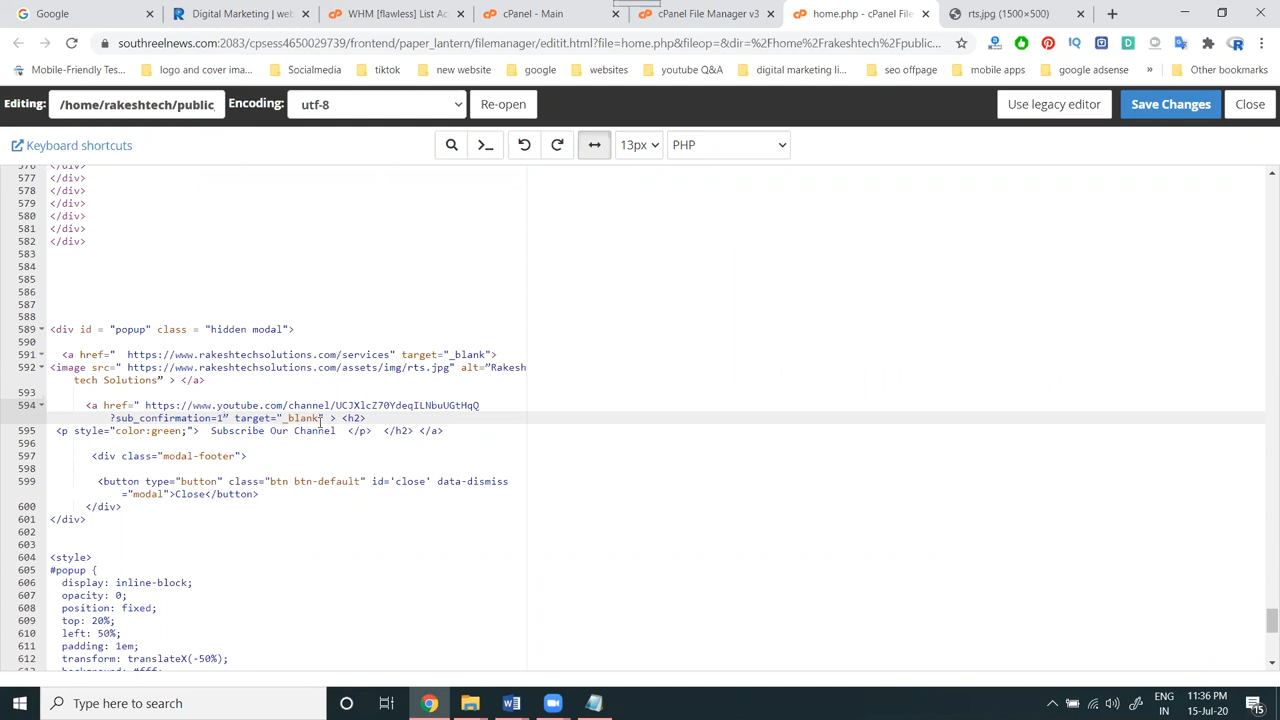 Google
Digital Marketing | web
WHM [flawless] List Ac
cPanel - Main
cPanel File Manager v3
home.php - cPanel File
rts.jpg (1500×500)
southreelnews.com:2083/cpsess4650029739/frontend/paper_lantern/filemanager/editit.html?file=home.php&fileop=&dir=%2Fhome%2Frakeshtech%2Fpublic...
Mobile-Friendly Tes... logo and cover ima... Socialmedia tiktok new website google websites youtube Q&A digital marketing li... seo offpage mobile apps google adsense » Other bookmarks
Editing: /home/rakeshtech/public_ Encoding: utf-8 Re-open Use legacy editor Save Changes Close
Keyboard shortcuts 13px PHP
576 </div>
577 </div>
578 </div>
579 </div>
580 </div>
581 </div>
582 </div>
583
584
585
586
587
588
589 <div id = "popup" class = "hidden modal">
590
591 <a href=" https://www.rakeshtechsolutions.com/services" target="_blank">
592 <image src=" https://www.rakeshtechsolutions.com/assets/img/rts.jpg" alt=”Rakesh
tech Solutions” > </a>
593
594 <a href=" https://www.youtube.com/channel/UCJXlcZ70YdeqILNbuUGtHqQ
?sub_confirmation=1” target="_blank" > <h2>
595 <p style="color:green;"> Subscribe Our Channel </p> </h2> </a>
596
597 <div class="modal-footer">
598
599 <button type="button" class="btn btn-default" id='close' data-dismiss
="modal">Close</button>
600 </div>
601 </div>
602
603
604 <style>
605 #popup {
606 display: inline-block;
607 opacity: 0;
608 position: fixed;
609 top: 20%;
610 left: 50%;
611 padding: 1em;
612 transform: translateX(-50%);
613 background: #fff;
Type here to search
ENG
IN
11:36 PM
15-Jul-20
15